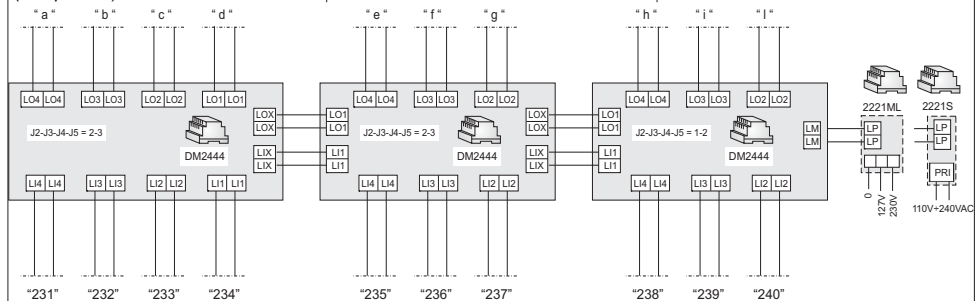 “ a “ “ b “ “ c “ “ d “ “ e “ “ f “ “ g “ “ h “ “ i “ “ l “
LO4 LO4 LO3 LO3 LO2 LO2 LO1 LO1 LO4 LO4 LO3 LO3 LO2 LO2 LO4 LO4 LO3 LO3 LO2 LO2
2221ML 2221S
LOX LO1 LOX LO1
LOX LO1 LOX LO1
J2-J3-J4-J5 = 2-3 J2-J3-J4-J5 = 2-3 J2-J3-J4-J5 = 1-2
LM LP LP
LM LP LP
DM2444 DM2444 DM2444
LIX LI1 LIX LI1
LIX LI1 LIX LI1
PRI
LI4 LI4 LI3 LI3 LI2 LI2 LI1 LI1 LI4 LI4 LI3 LI3 LI2 LI2 LI4 LI4 LI3 LI3 LI2 LI2
0 127V 230V
110V÷240VAC
“231” “232” “233” “234” “235” “236” “237” “238” “239” “240”